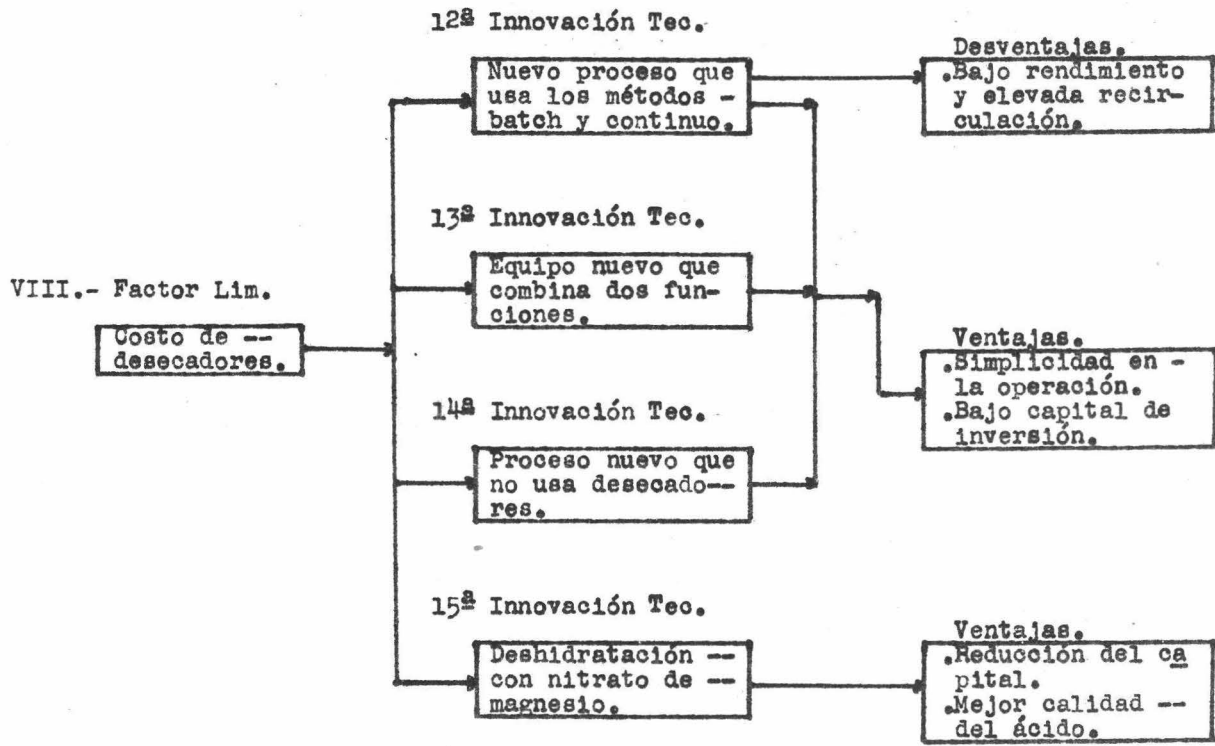 12ª Innovación Tec.
Nuevo proceso que
usa los métodos -
batch y continuo.
Desventajas.
.Bajo rendimiento
y elevada recir-
culación.
13ª Innovación Tec.
Equipo nuevo que
combina dos fun-
ciones.
VIII.- Factor Lim.
Costo de --
desecadores.
Ventajas.
.Simplicidad en -
la operación.
.Bajo capital de
inversión.
14ª Innovación Tec.
Proceso nuevo que
no usa desecado--
res.
15ª Innovación Tec.
Deshidratación --
con nitrato de --
magnesio.
Ventajas.
.Reducción del ca
pital.
.Mejor calidad --
del ácido.